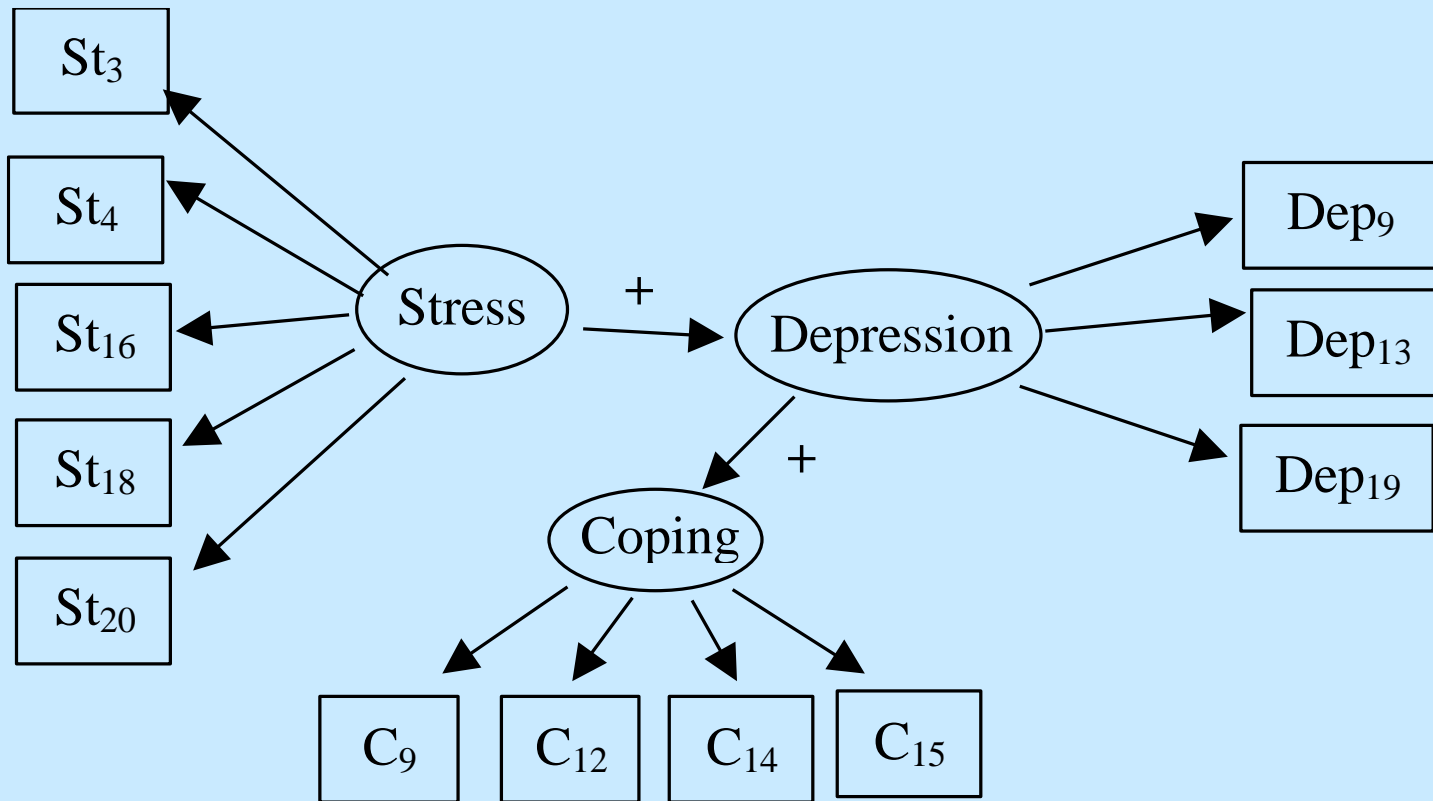 St₃
St₄
St₁₆
St₁₈
St₂₀
Stress
+
Depression
+
Coping
Dep₉
Dep₁₃
Dep₁₉
C₉
C₁₂
C₁₄
C₁₅